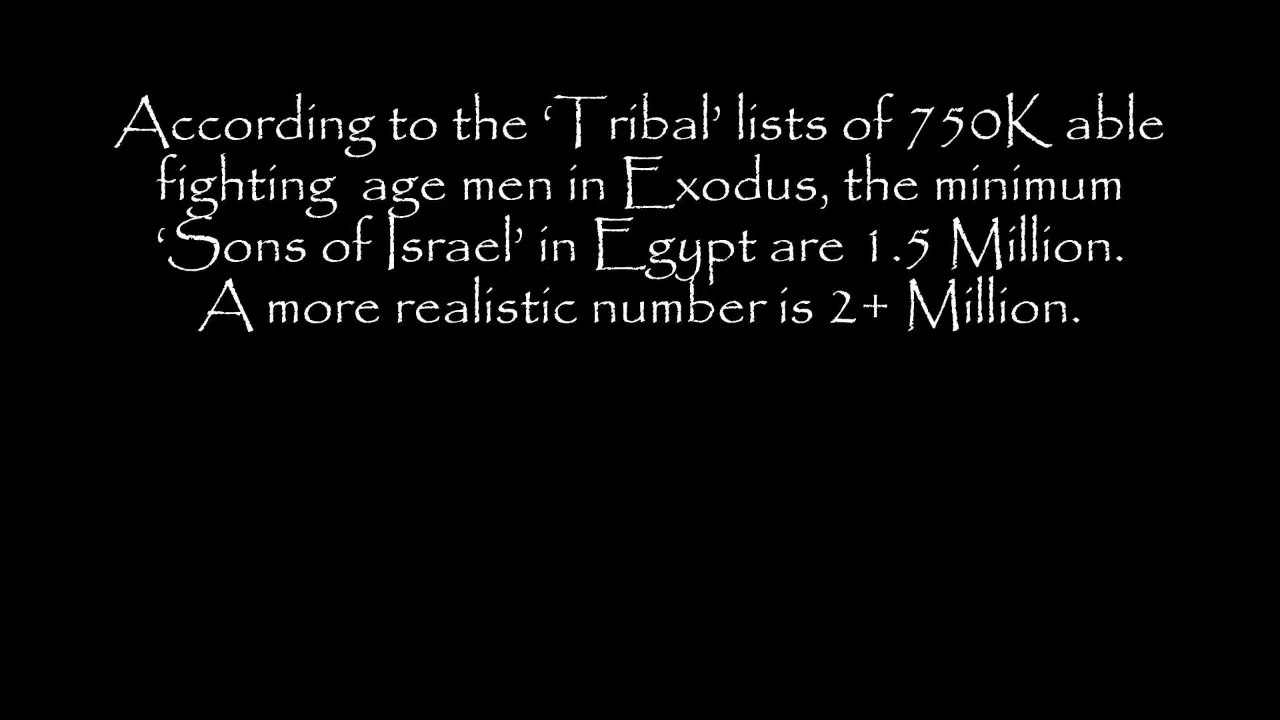 According to the ‘Tribal’ lists of 750K able
fighting age men in Exodus, the minimum
‘Sons of Israel’ in Egypt are 1.5 Million.
A more realistic number is 2+ Million.